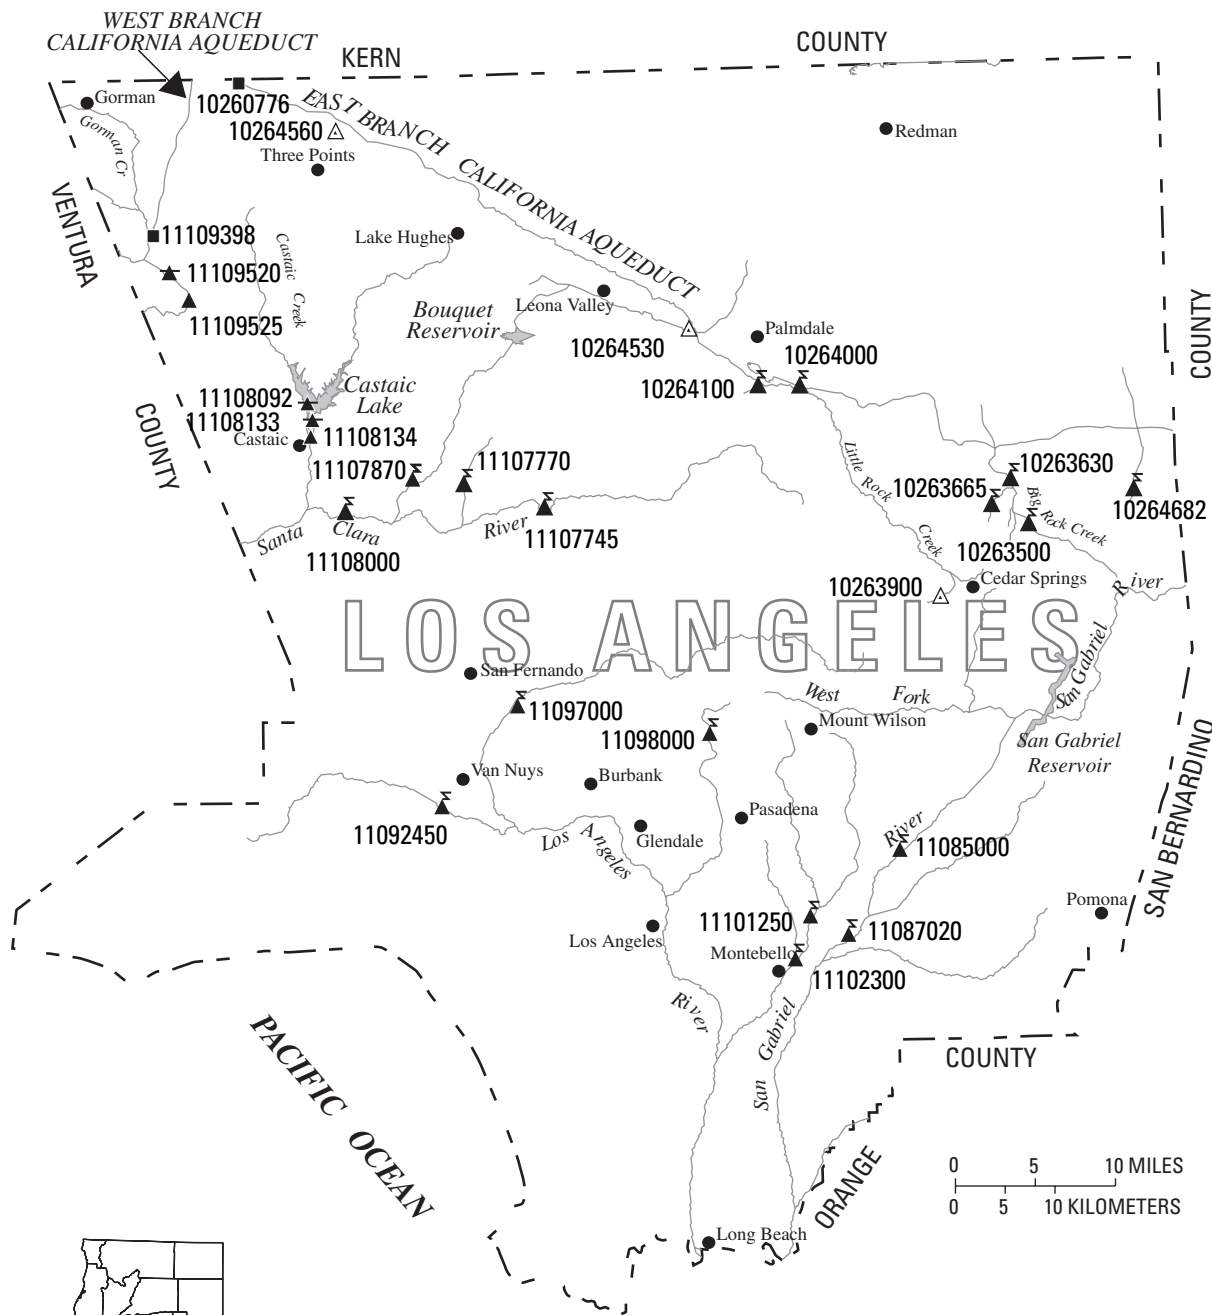 WEST BRANCH
CALIFORNIA AQUEDUCT
KERN
COUNTY
Gorman
10260776
EAST BRANCH CALIFORNIA AQUEDUCT
10264560
Redman
Gorman Cr
Three Points
VENTURA
11109398
Lake Hughes
Castaic Creek
11109520
11109525
Leona Valley
Bouquet
Reservoir
10264530
Palmdale
10264000
COUNTY
10264100
Castaic
Lake
11108092
11108133
Castaic
11108134
COUNTY
11107870
11107770
Little Rock
Creek
10263630
10263665
Big Rock Creek
10264682
Santa
Clara
River
11107745
11108000
10263500
Cedar Springs
10263900
River
LOS ANGELES
San Gabriel
San Fernando
West
Fork
11097000
Mount Wilson
11098000
San Gabriel
Reservoir
Van Nuys
Burbank
SAN BERNARDINO
11092450
Los
Angeles
Glendale
Pasadena
River
11085000
Pomona
11101250
11087020
Los Angeles
Montebello
11102300
River
San Gabriel
PACIFIC OCEAN
COUNTY
ORANGE
0 5 10 MILES
0 5 10 KILOMETERS
Long Beach